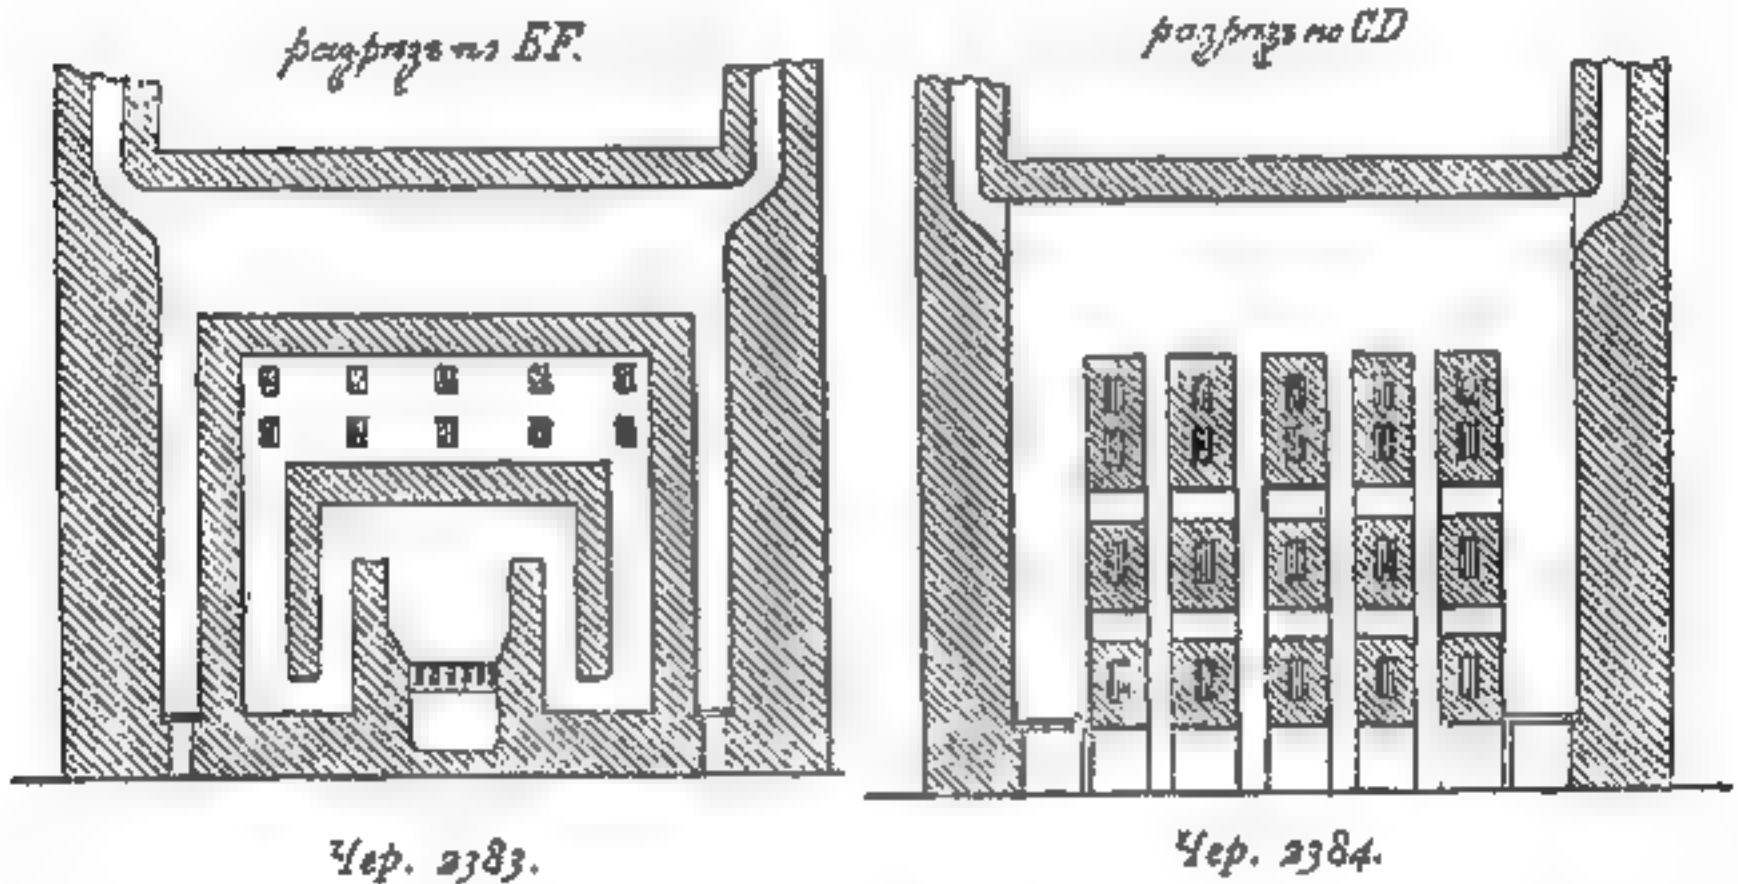 разрѣзъ по EF.
разрѣзъ по CD
Чер. 2383.
Чер. 2384.